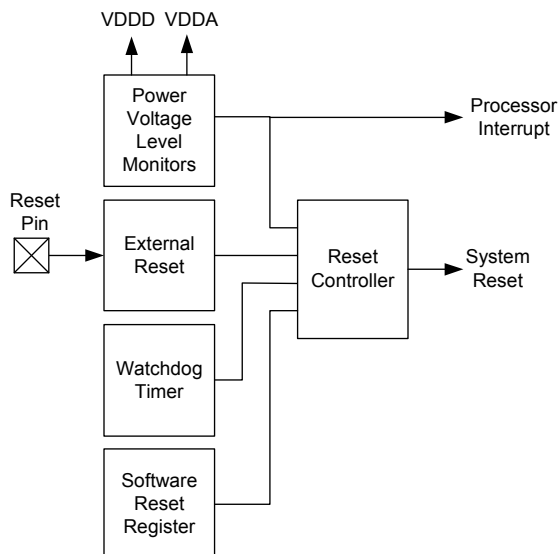 VDDD VDDA
Power
Voltage
Level
Monitors
Processor
Interrupt
Reset
Pin
External
Reset
Reset
Controller
System
Reset
Watchdog
Timer
Software
Reset
Register